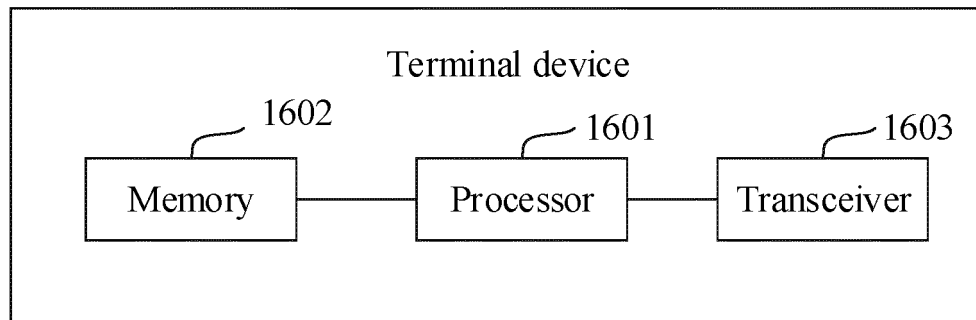 Terminal device
1602
1601
1603
Memory
Processor
Transceiver